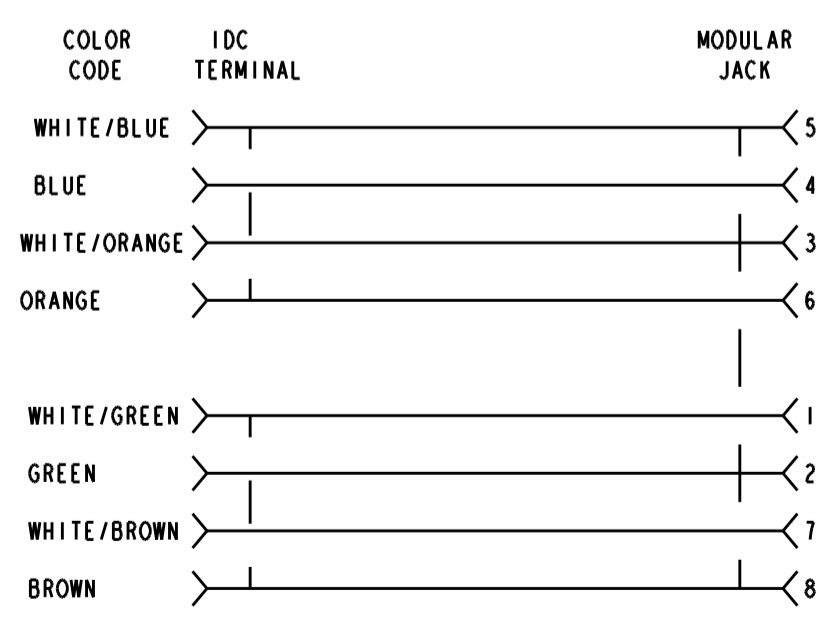 COLOR CODE IDC TERMINAL MODULAR JACK
WHITE/BLUE 5
BLUE 4
WHITE/ORANGE 3
ORANGE 6
WHITE/GREEN 1
GREEN 2
WHITE/BROWN 7
BROWN 8